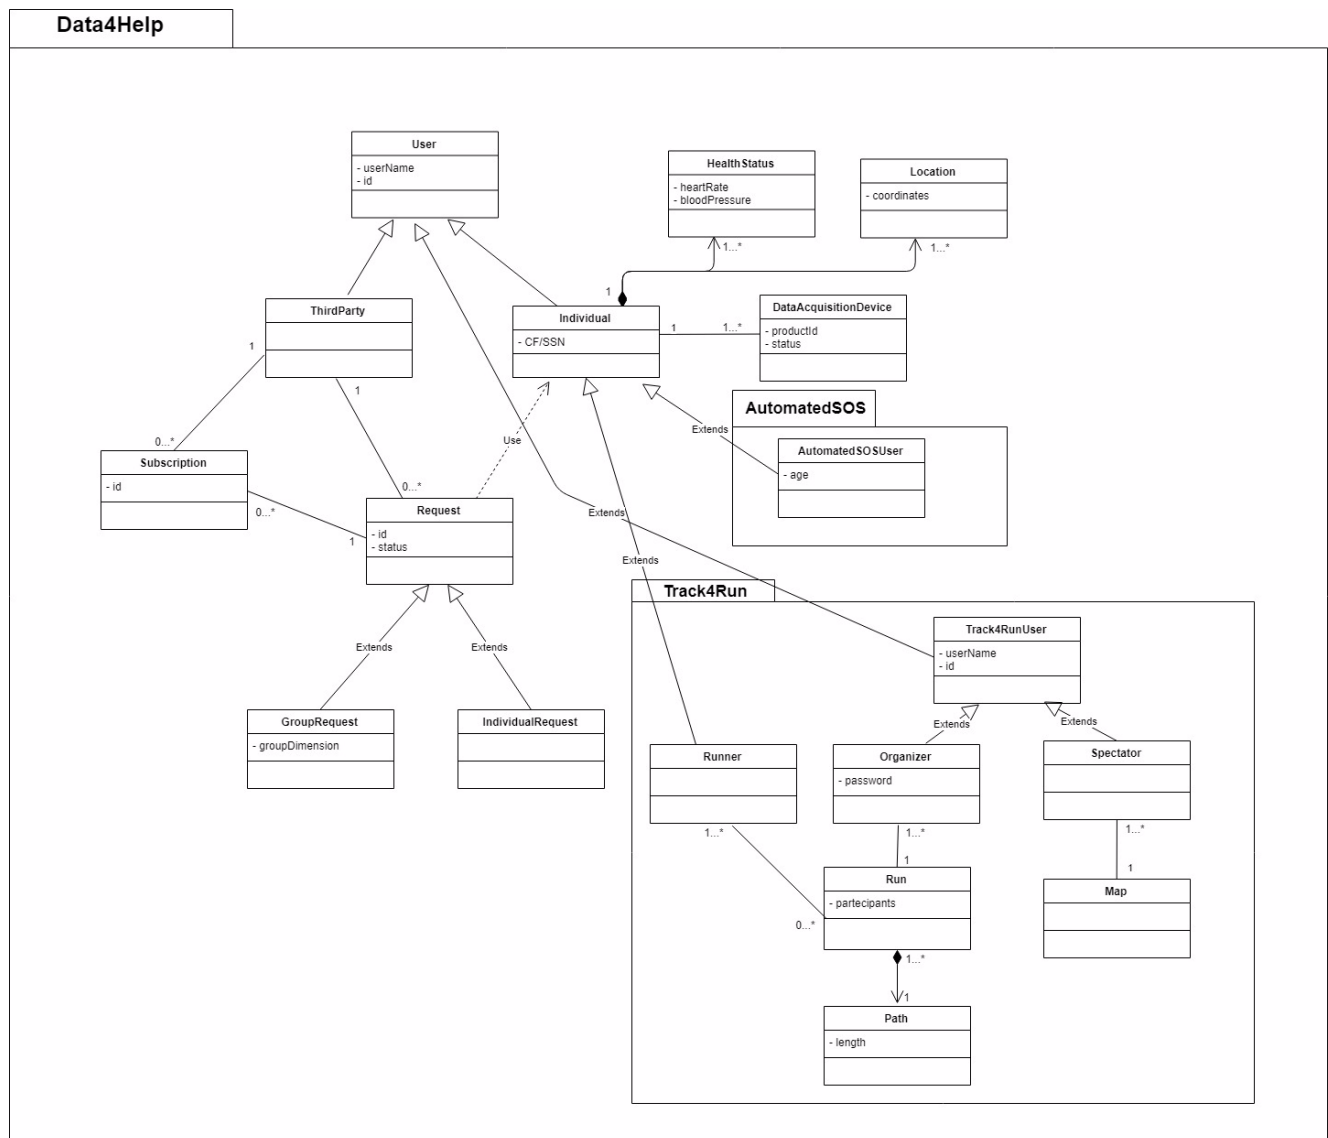 Data4Help
User
- userName
- id
HealthStatus
- heartRate
- bloodPressure
Location
- coordinates
1...*
1...*
1
ThirdParty
Individual
- CF/SSN
1
1...*
DataAcquisitionDevice
- productId
- status
1
1
0...*
Subscription
- id
0...*
1
0...*
Request
- id
- status
Use
Extends
AutomatedSOS
AutomatedSOSUser
- age
Extends
Extends
Extends
Extends
GroupRequest
- groupDimension
IndividualRequest
Track4Run
Track4RunUser
- userName
- id
Extends
Extends
Runner
Organizer
- password
Spectator
1...*
1...*
1...*
1
1
Run
- partecipants
0...*
Map
1...*
1
Path
- length